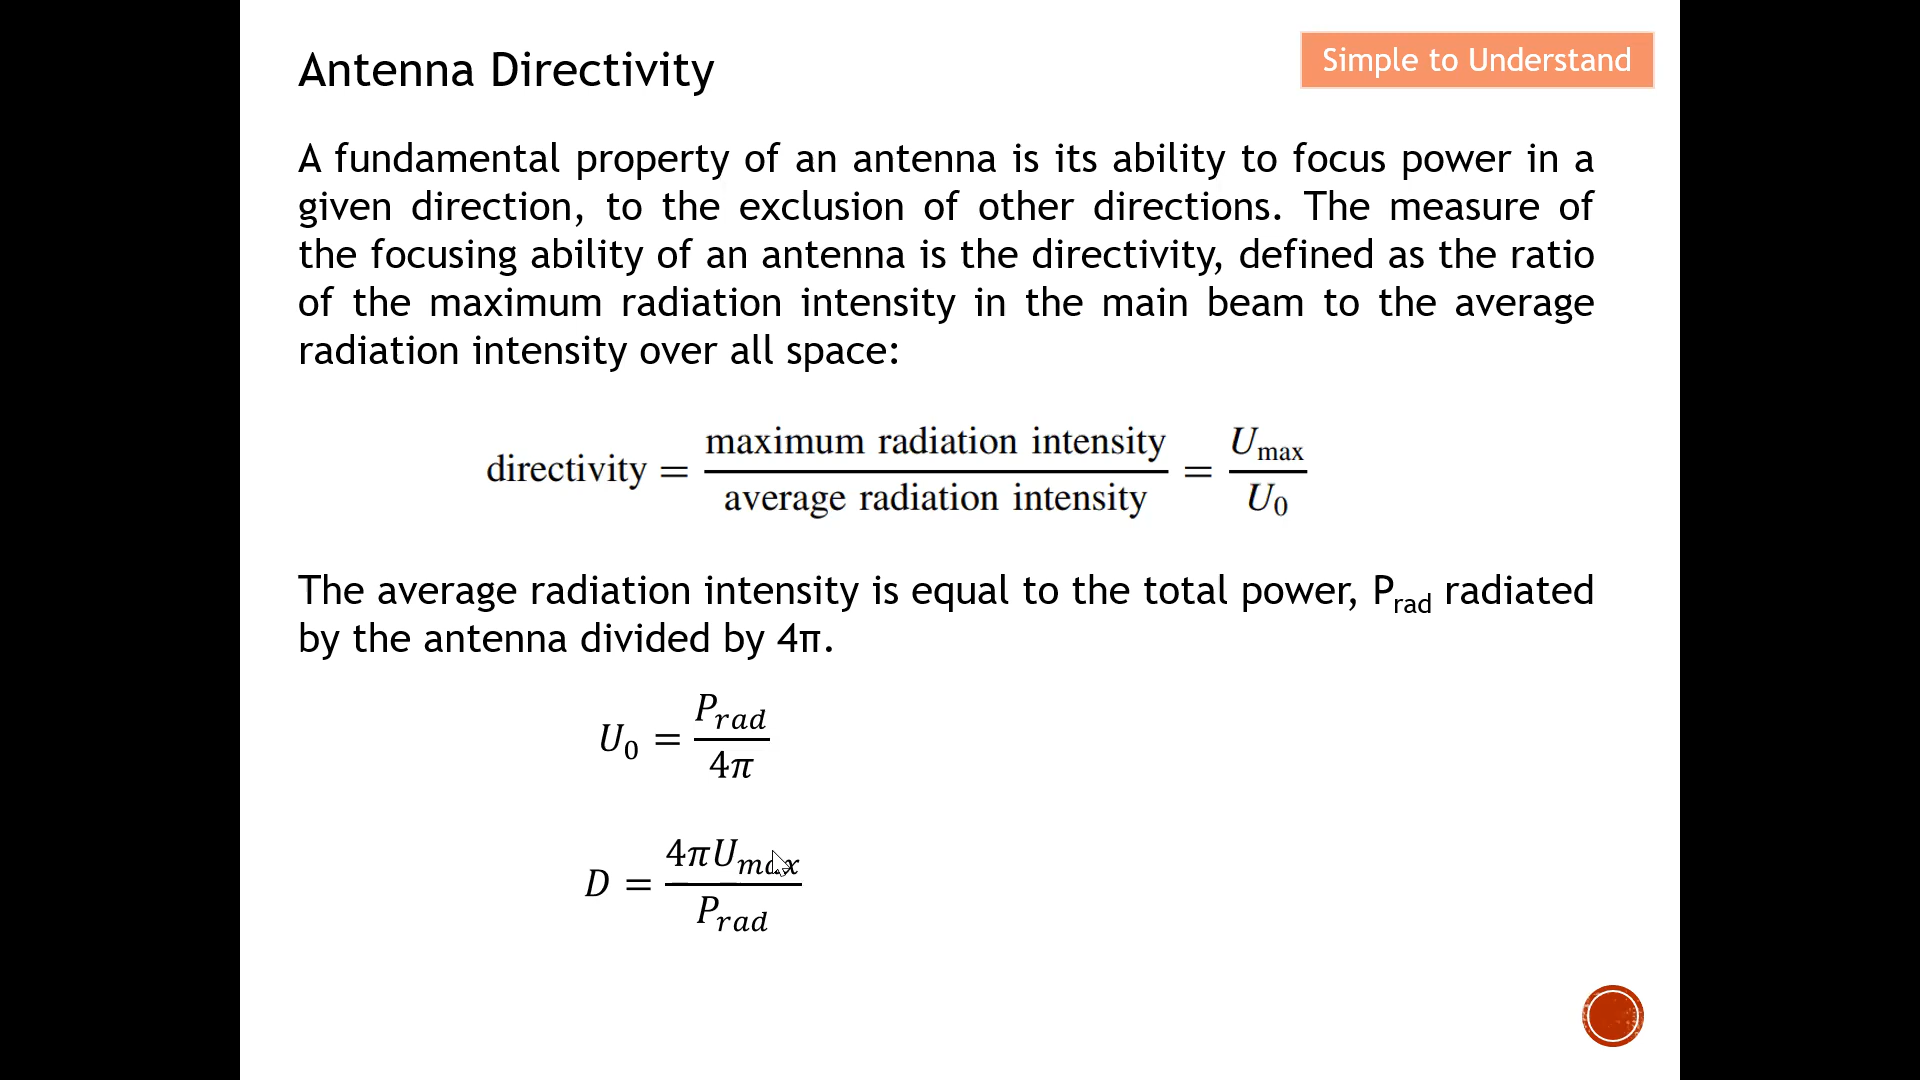 Antenna Directivity
Simple to Understand
A fundamental property of an antenna is its ability to focus power in a
given direction, to the exclusion of other directions. The measure of
the focusing ability of an antenna is the directivity, defined as the ratio
of the maximum radiation intensity in the main beam to the average
radiation intensity over all space:
directivity = maximum radiation intensity / average radiation intensity = U_max / U_0
The average radiation intensity is equal to the total power, P_rad radiated
by the antenna divided by 4π.
U_0 = P_rad / 4π
D = 4πU_max / P_rad